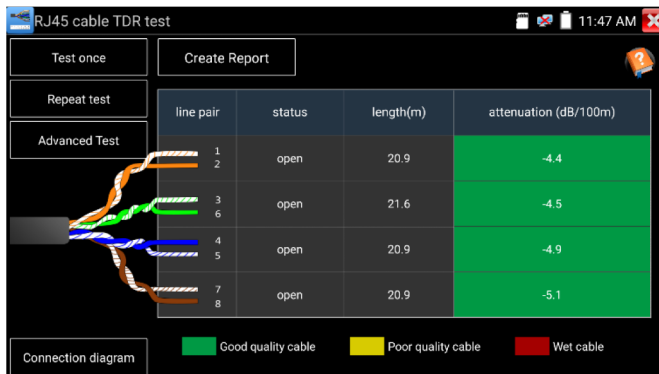 RJ45 cable TDR test
11:47 AM
Test once
Create Report
Repeat test
Advanced Test
line pair status length(m) attenuation (dB/100m)
1
2
open 20.9 -4.4
3
6
open 21.6 -4.5
4
5
open 20.9 -4.9
7
8
open 20.9 -5.1
Good quality cable Poor quality cable Wet cable
Connection diagram